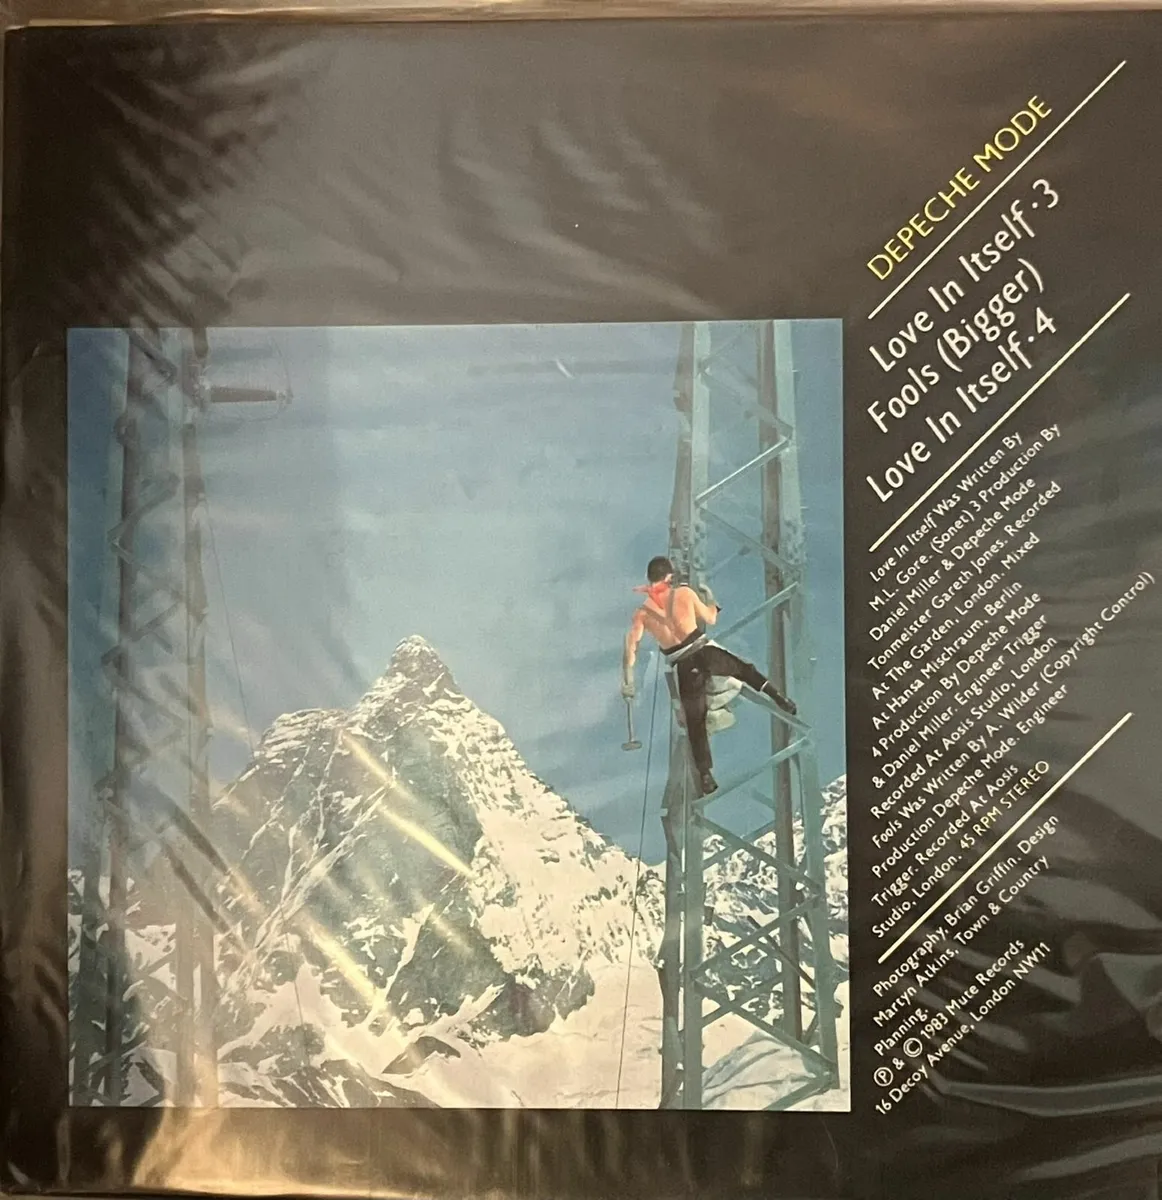 DEPECHE MODE
Love In Itself·3
Fools (Bigger)
Love In Itself·4
Love In Itself Was Written By
M.L. Gore. (Sonet) 3 Production By
Daniel Miller & Depeche Mode
Tonmeister Gareth Jones. Recorded
At The Garden, London. Mixed
At Hansa Mischraum. Berlin
4 Production By Depeche Mode
& Daniel Miller. Engineer Trigger
Recorded At Aosis Studio, London
Fools Was Written By A. Wilder (Copyright Control)
Production Depeche Mode. Engineer
Trigger. Recorded At Aosis
Studio, London. 45 RPM STEREO
Photography. Brian Griffin. Design
Martyn Atkins, Town & Country
Planning.
Ⓟ & © 1983 Mute Records
16 Decoy Avenue, London NW11